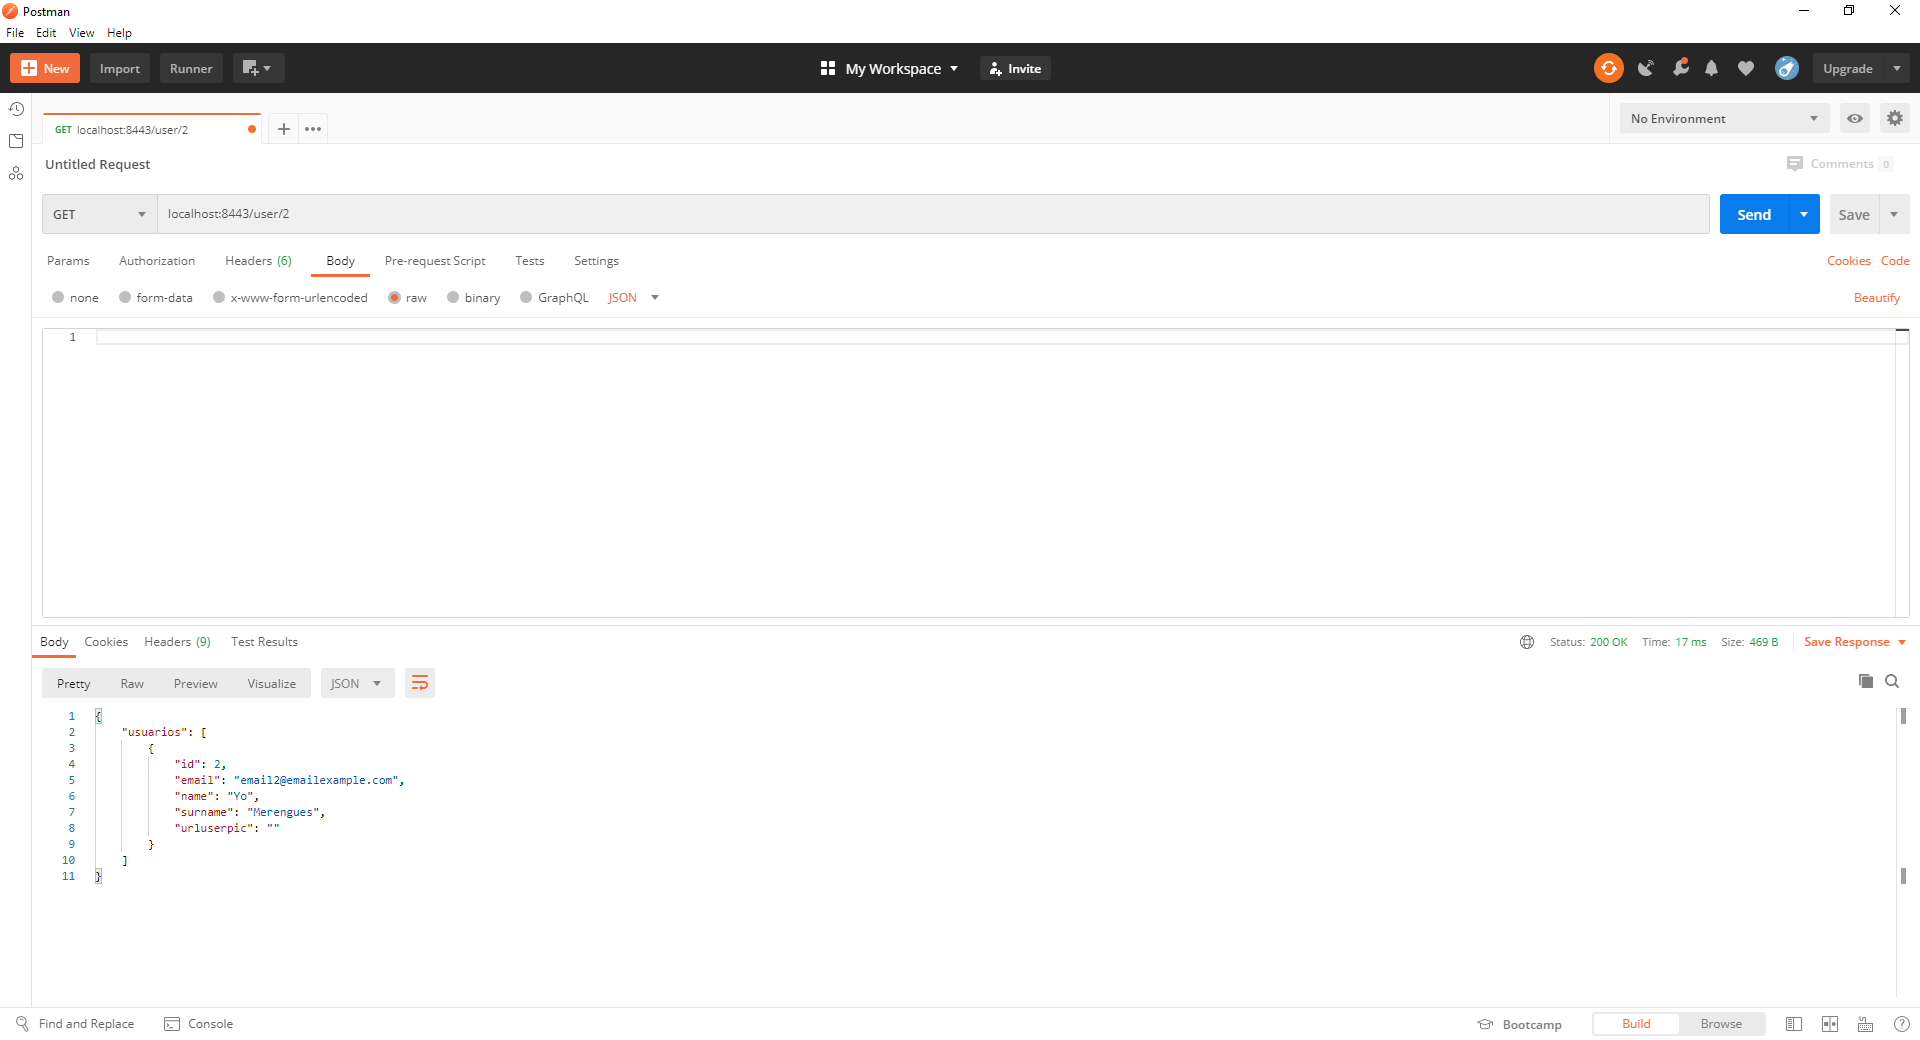 Postman
File Edit View Help
New Import Runner My Workspace Invite Upgrade
GET localhost:8443/user/2 No Environment
Untitled Request Comments 0
GET localhost:8443/user/2 Send Save
Params Authorization Headers (6) Body Pre-request Script Tests Settings Cookies Code
none form-data x-www-form-urlencoded raw binary GraphQL JSON Beautify
1
Body Cookies Headers (9) Test Results Status: 200 OK Time: 17 ms Size: 469 B Save Response
Pretty Raw Preview Visualize JSON
1 {
2 "usuarios": [
3 {
4 "id": 2,
5 "email": "email2@emailexample.com",
6 "name": "Yo",
7 "surname": "Merengues",
8 "urluserpic": ""
9 }
10 ]
11 }
Find and Replace Console Bootcamp Build Browse